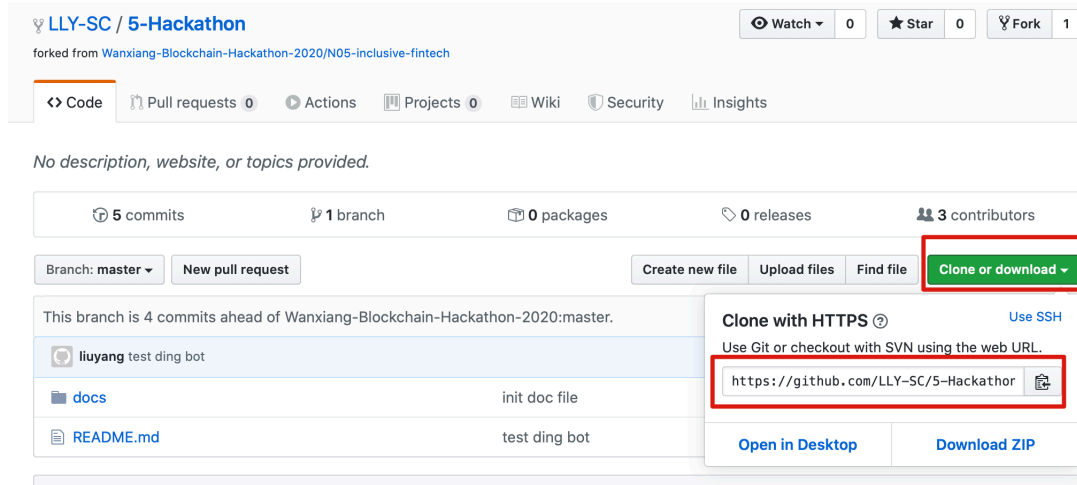 LLY-SC / 5-Hackathon
Watch 0 Star 0 Fork 1
forked from Wanxiang-Blockchain-Hackathon-2020/N05-inclusive-fintech
Code Pull requests 0 Actions Projects 0 Wiki Security Insights
No description, website, or topics provided.
5 commits 1 branch 0 packages 0 releases 3 contributors
Branch: master New pull request Create new file Upload files Find file Clone or download
This branch is 4 commits ahead of Wanxiang-Blockchain-Hackathon-2020:master.
liuyang test ding bot
docs init doc file
README.md test ding bot
Clone with HTTPS ? Use SSH
Use Git or checkout with SVN using the web URL.
https://github.com/LLY-SC/5-Hackathor
Open in Desktop Download ZIP